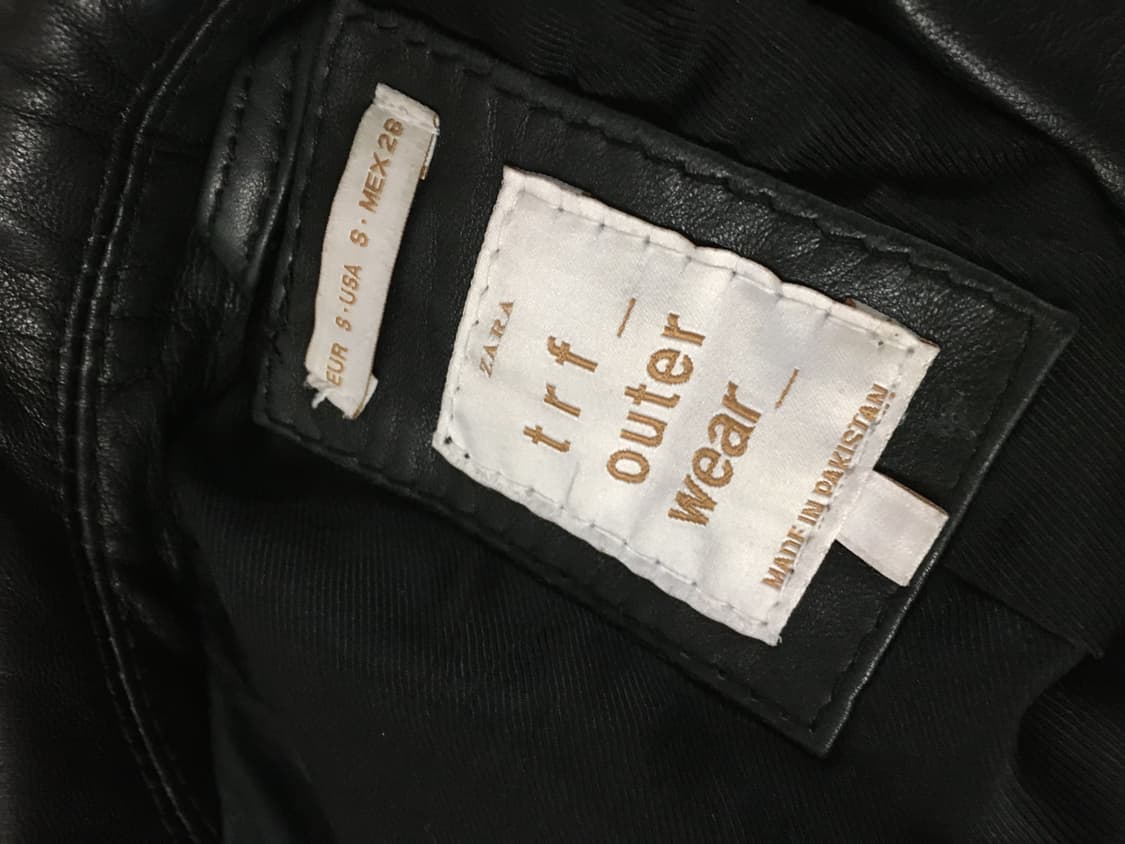 EUR S · USA S · MEX 26
ZARA
trf _
outer
wear _
MADE IN PAKISTAN